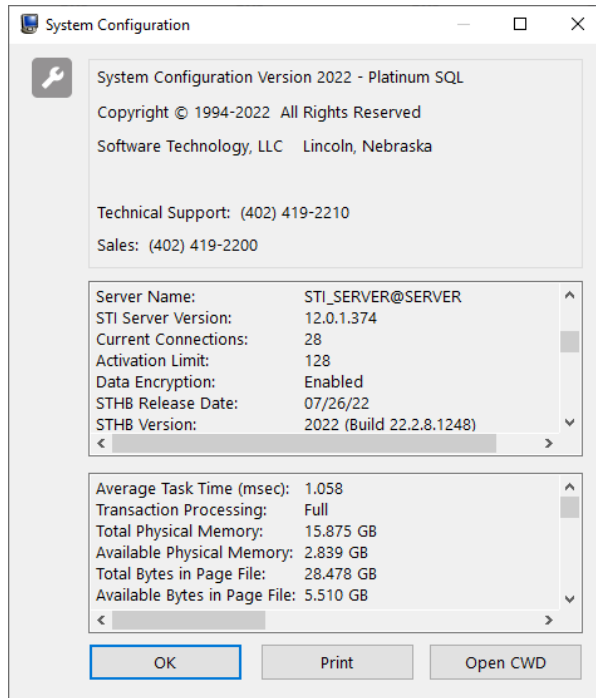 System Configuration
System Configuration Version 2022 - Platinum SQL
Copyright © 1994-2022 All Rights Reserved
Software Technology, LLC Lincoln, Nebraska
Technical Support: (402) 419-2210
Sales: (402) 419-2200
Server Name: STI_SERVER@SERVER
STI Server Version: 12.0.1.374
Current Connections: 28
Activation Limit: 128
Data Encryption: Enabled
STHB Release Date: 07/26/22
STHB Version: 2022 (Build 22.2.8.1248)
Average Task Time (msec): 1.058
Transaction Processing: Full
Total Physical Memory: 15.875 GB
Available Physical Memory: 2.839 GB
Total Bytes in Page File: 28.478 GB
Available Bytes in Page File: 5.510 GB
OK Print Open CWD